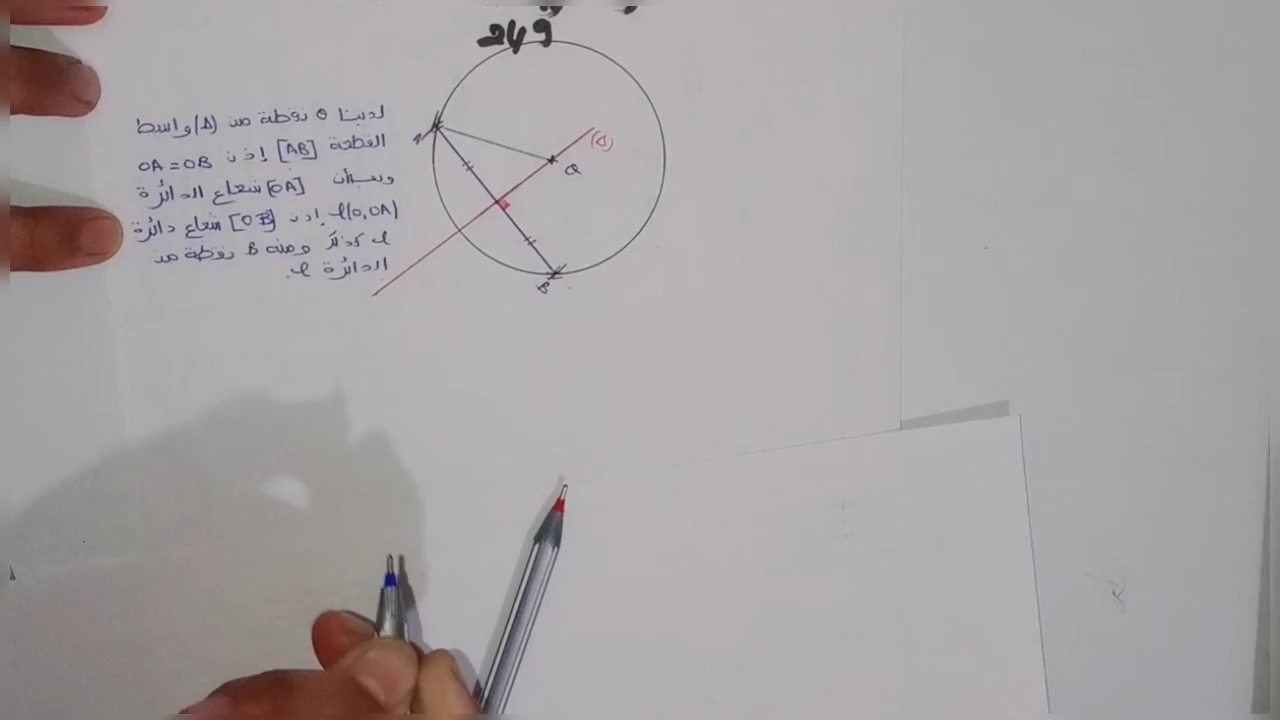 249
لدينا O نقطة من (Δ) واسط
القطعة [AB] إذن OA = OB
وبما أن [OA] شعاع الدائرة
𝒞(O,OA) إذن [OB] شعاع دائرة
𝒞 كذلك ومنه B نقطة من
الدائرة 𝒞.
A
(Δ)
O
B